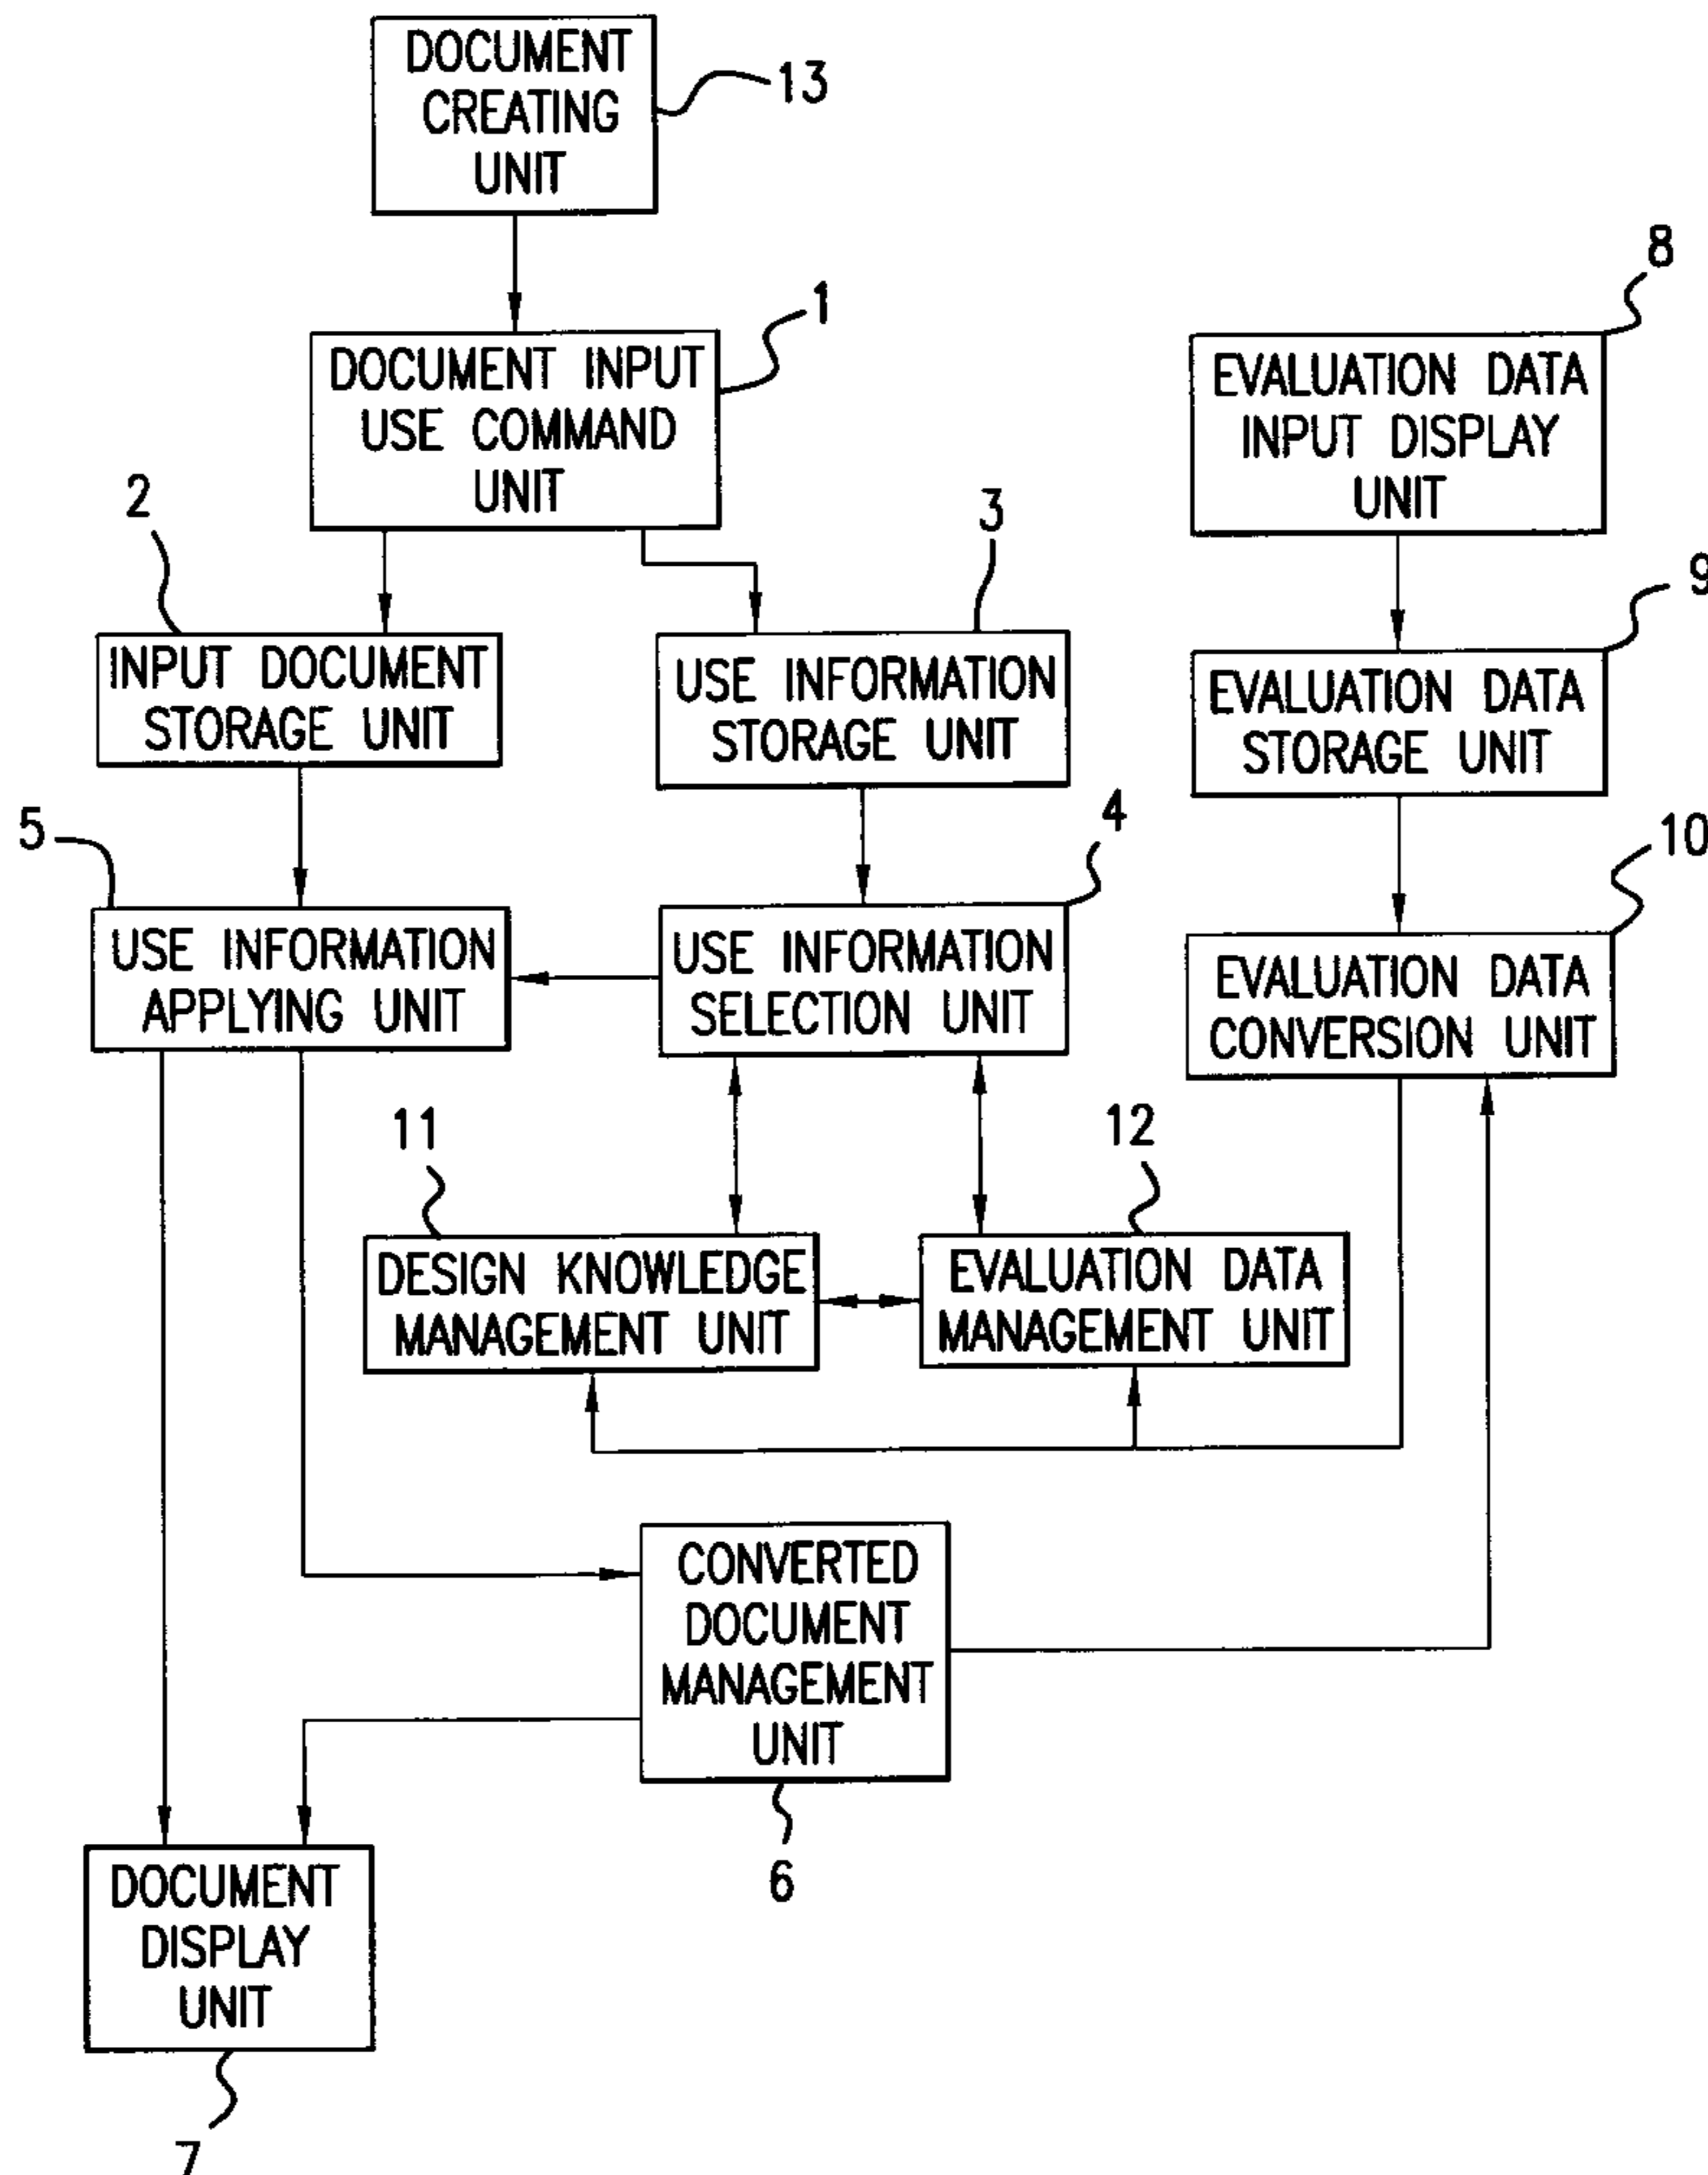 DOCUMENT
CREATING
UNIT
13
DOCUMENT INPUT
USE COMMAND
UNIT
1
EVALUATION DATA
INPUT DISPLAY
UNIT
8
INPUT DOCUMENT
STORAGE UNIT
2
USE INFORMATION
STORAGE UNIT
3
EVALUATION DATA
STORAGE UNIT
9
USE INFORMATION
APPLYING UNIT
5
USE INFORMATION
SELECTION UNIT
4
EVALUATION DATA
CONVERSION UNIT
10
DESIGN KNOWLEDGE
MANAGEMENT UNIT
11
EVALUATION DATA
MANAGEMENT UNIT
12
CONVERTED
DOCUMENT
MANAGEMENT
UNIT
6
DOCUMENT
DISPLAY
UNIT
7